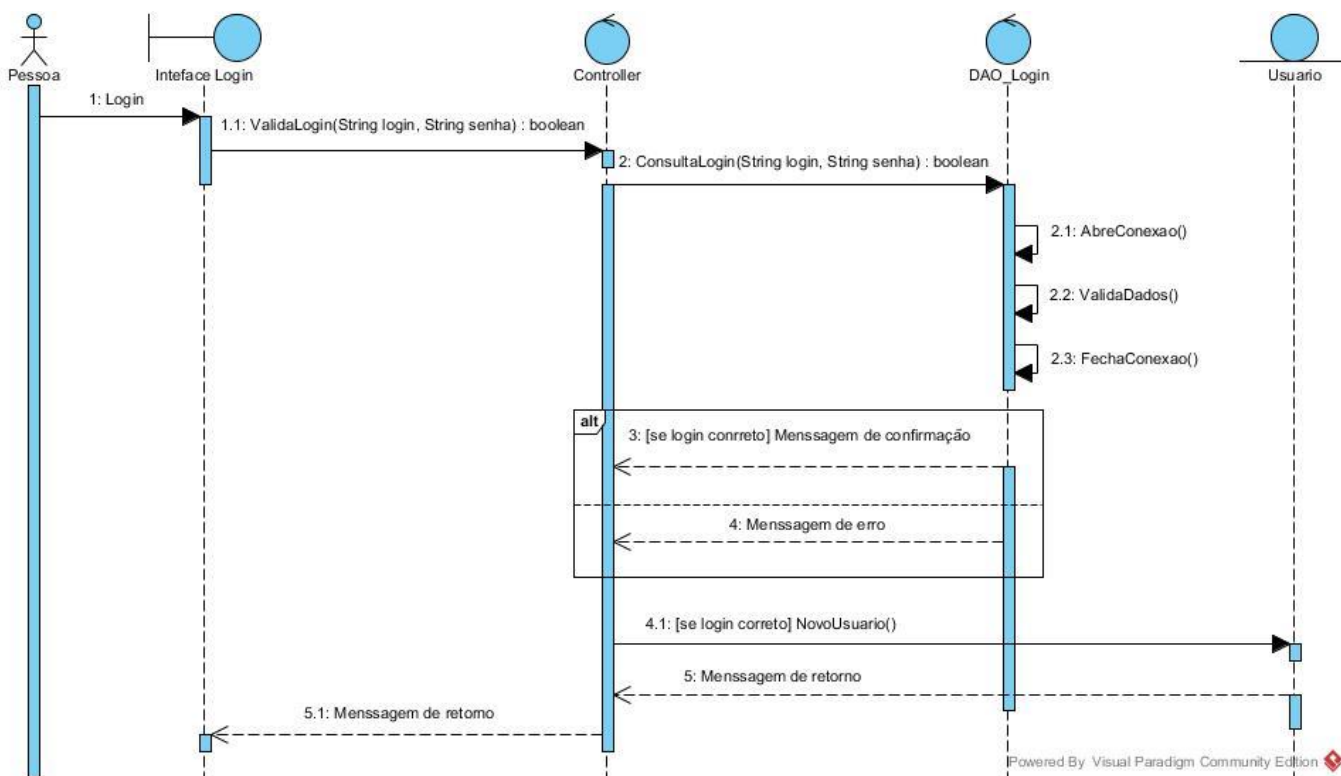 Pessoa
Inteface Login
Controller
DAO_Login
Usuario
1: Login
1.1: ValidaLogin(String login, String senha) : boolean
2: ConsultaLogin(String login, String senha) : boolean
2.1: AbreConexao()
2.2: ValidaDados()
2.3: FechaConexao()
alt
3: [se login conrreto] Menssagem de confirmação
4: Menssagem de erro
4.1: [se login correto] NovoUsuario()
5: Menssagem de retorno
5.1: Menssagem de retorno
Powered By Visual Paradigm Community Edition